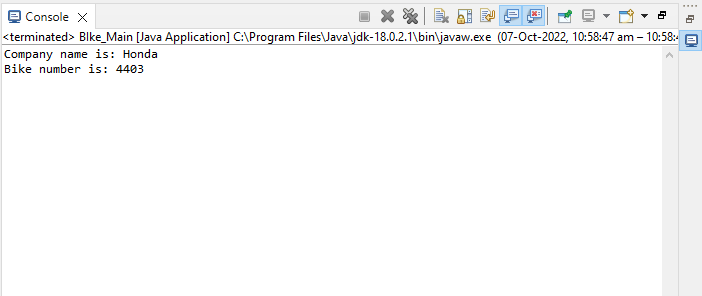 Console
<terminated> BIke_Main [Java Application] C:\Program Files\Java\jdk-18.0.2.1\bin\javaw.exe (07-Oct-2022, 10:58:47 am – 10:58:4
Company name is: Honda
Bike number is: 4403